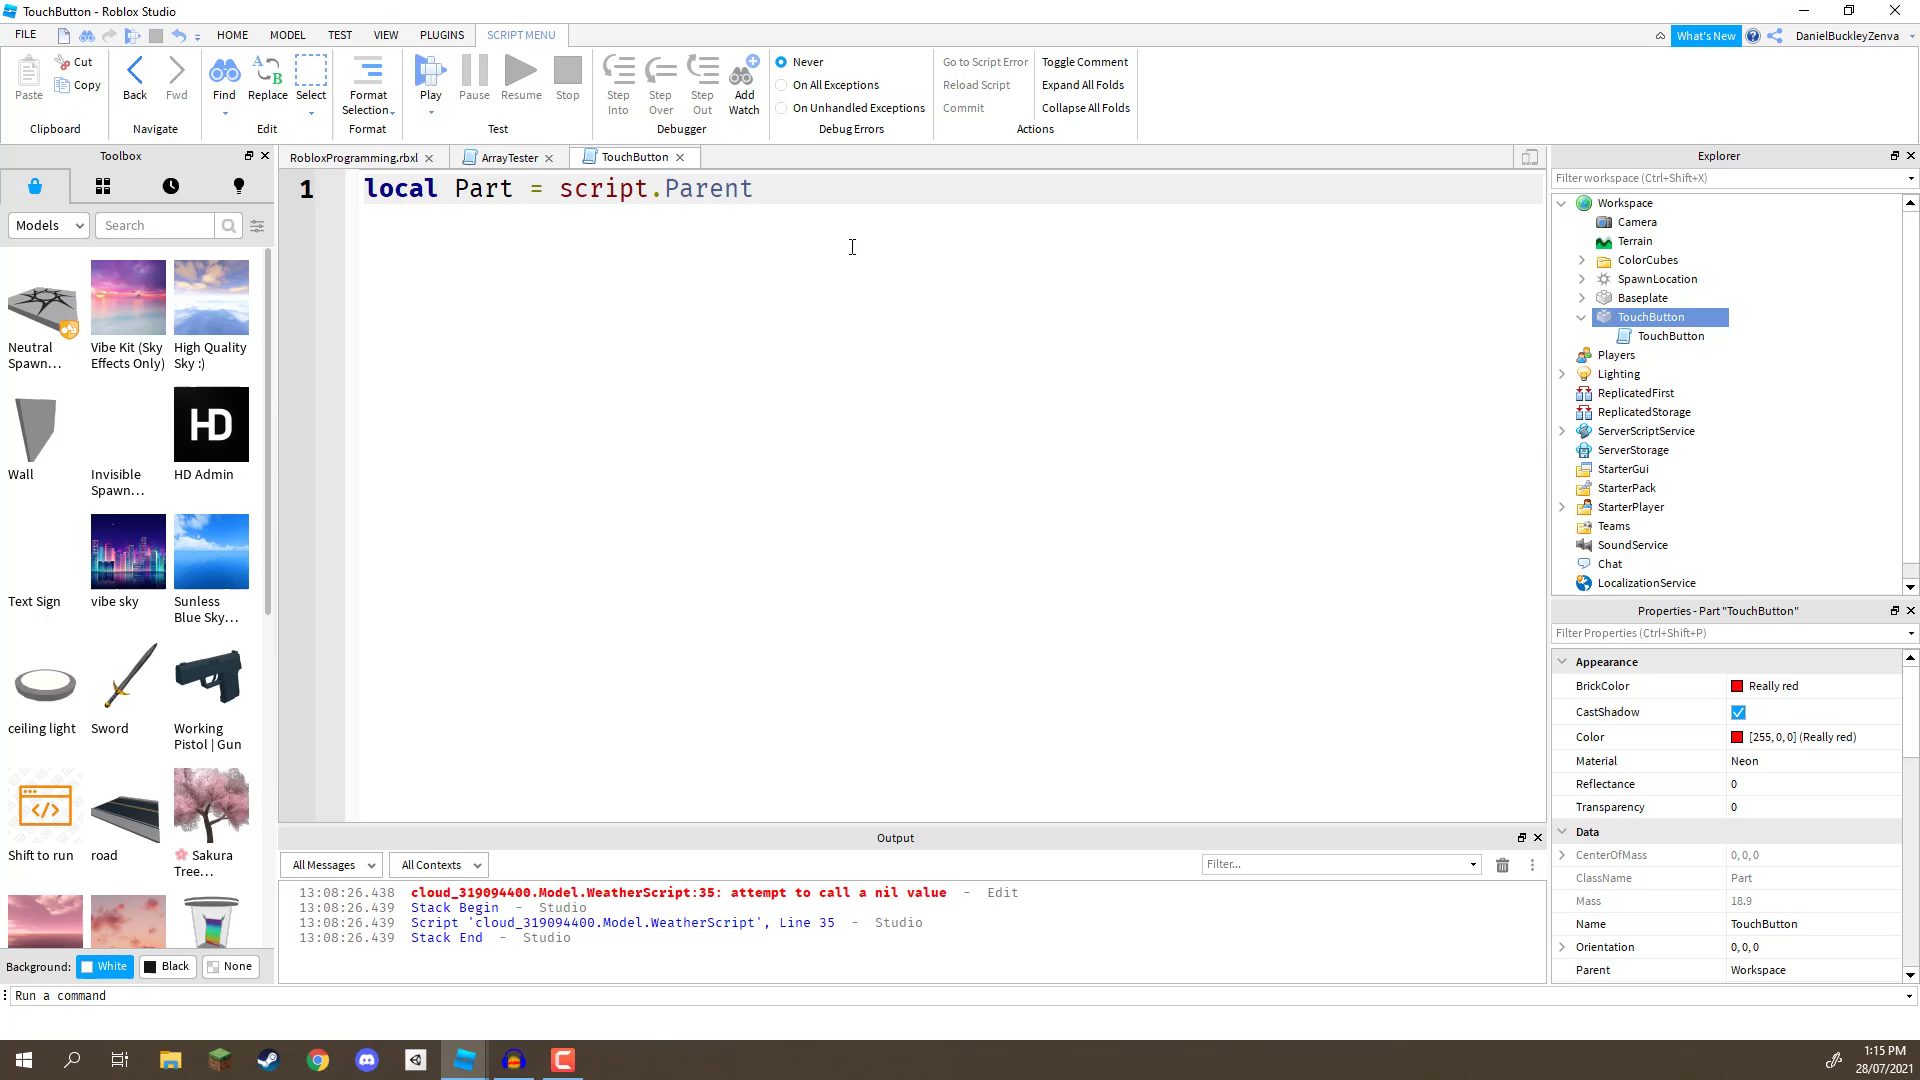 TouchButton - Roblox Studio
FILE HOME MODEL TEST VIEW PLUGINS SCRIPT MENU What's New DanielBuckleyZenva
Paste Cut Copy
Clipboard
Back Fwd
Navigate
Find Replace Select
Edit
Format Selection
Format
Play Pause Resume Stop
Test
Step Into Step Over Step Out Add Watch
Debugger
Never
On All Exceptions
On Unhandled Exceptions
Debug Errors
Go to Script Error Toggle Comment
Reload Script Expand All Folds
Commit Collapse All Folds
Actions
Toolbox
Models Search
Neutral Spawn... Vibe Kit (Sky Effects Only) High Quality Sky :)
Wall Invisible Spawn... HD Admin
HD
Text Sign vibe sky Sunless Blue Sky...
ceiling light Sword Working Pistol | Gun
Shift to run road Sakura Tree...
Background: White Black None
RobloxProgramming.rbxl ArrayTester TouchButton
1 local Part = script.Parent
Output
All Messages All Contexts Filter...
13:08:26.438 cloud_319094400.Model.WeatherScript:35: attempt to call a nil value - Edit
13:08:26.439 Stack Begin - Studio
13:08:26.439 Script 'cloud_319094400.Model.WeatherScript', Line 35 - Studio
13:08:26.439 Stack End - Studio
Explorer
Filter workspace (Ctrl+Shift+X)
Workspace
Camera
Terrain
ColorCubes
SpawnLocation
Baseplate
TouchButton
TouchButton
Players
Lighting
ReplicatedFirst
ReplicatedStorage
ServerScriptService
ServerStorage
StarterGui
StarterPack
StarterPlayer
Teams
SoundService
Chat
LocalizationService
Properties - Part "TouchButton"
Filter Properties (Ctrl+Shift+P)
Appearance
BrickColor Really red
CastShadow
Color [255, 0, 0] (Really red)
Material Neon
Reflectance 0
Transparency 0
Data
CenterOfMass 0, 0, 0
ClassName Part
Mass 18.9
Name TouchButton
Orientation 0, 0, 0
Parent Workspace
Run a command
1:15 PM
28/07/2021